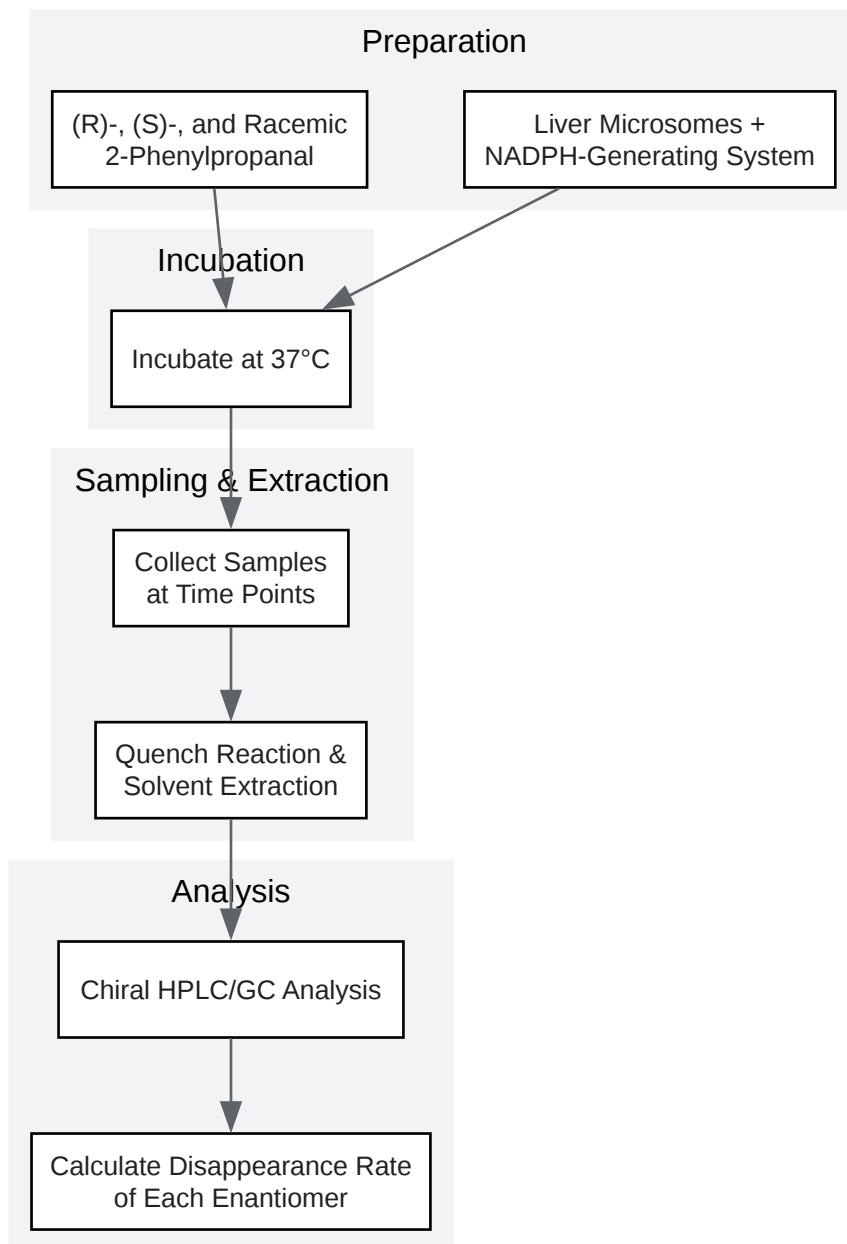 Preparation
(R)-, (S)-, and Racemic
2-Phenylpropanal
Liver Microsomes +
NADPH-Generating System
Incubation
Incubate at 37°C
Sampling & Extraction
Collect Samples
at Time Points
Quench Reaction &
Solvent Extraction
Analysis
Chiral HPLC/GC Analysis
Calculate Disappearance Rate
of Each Enantiomer